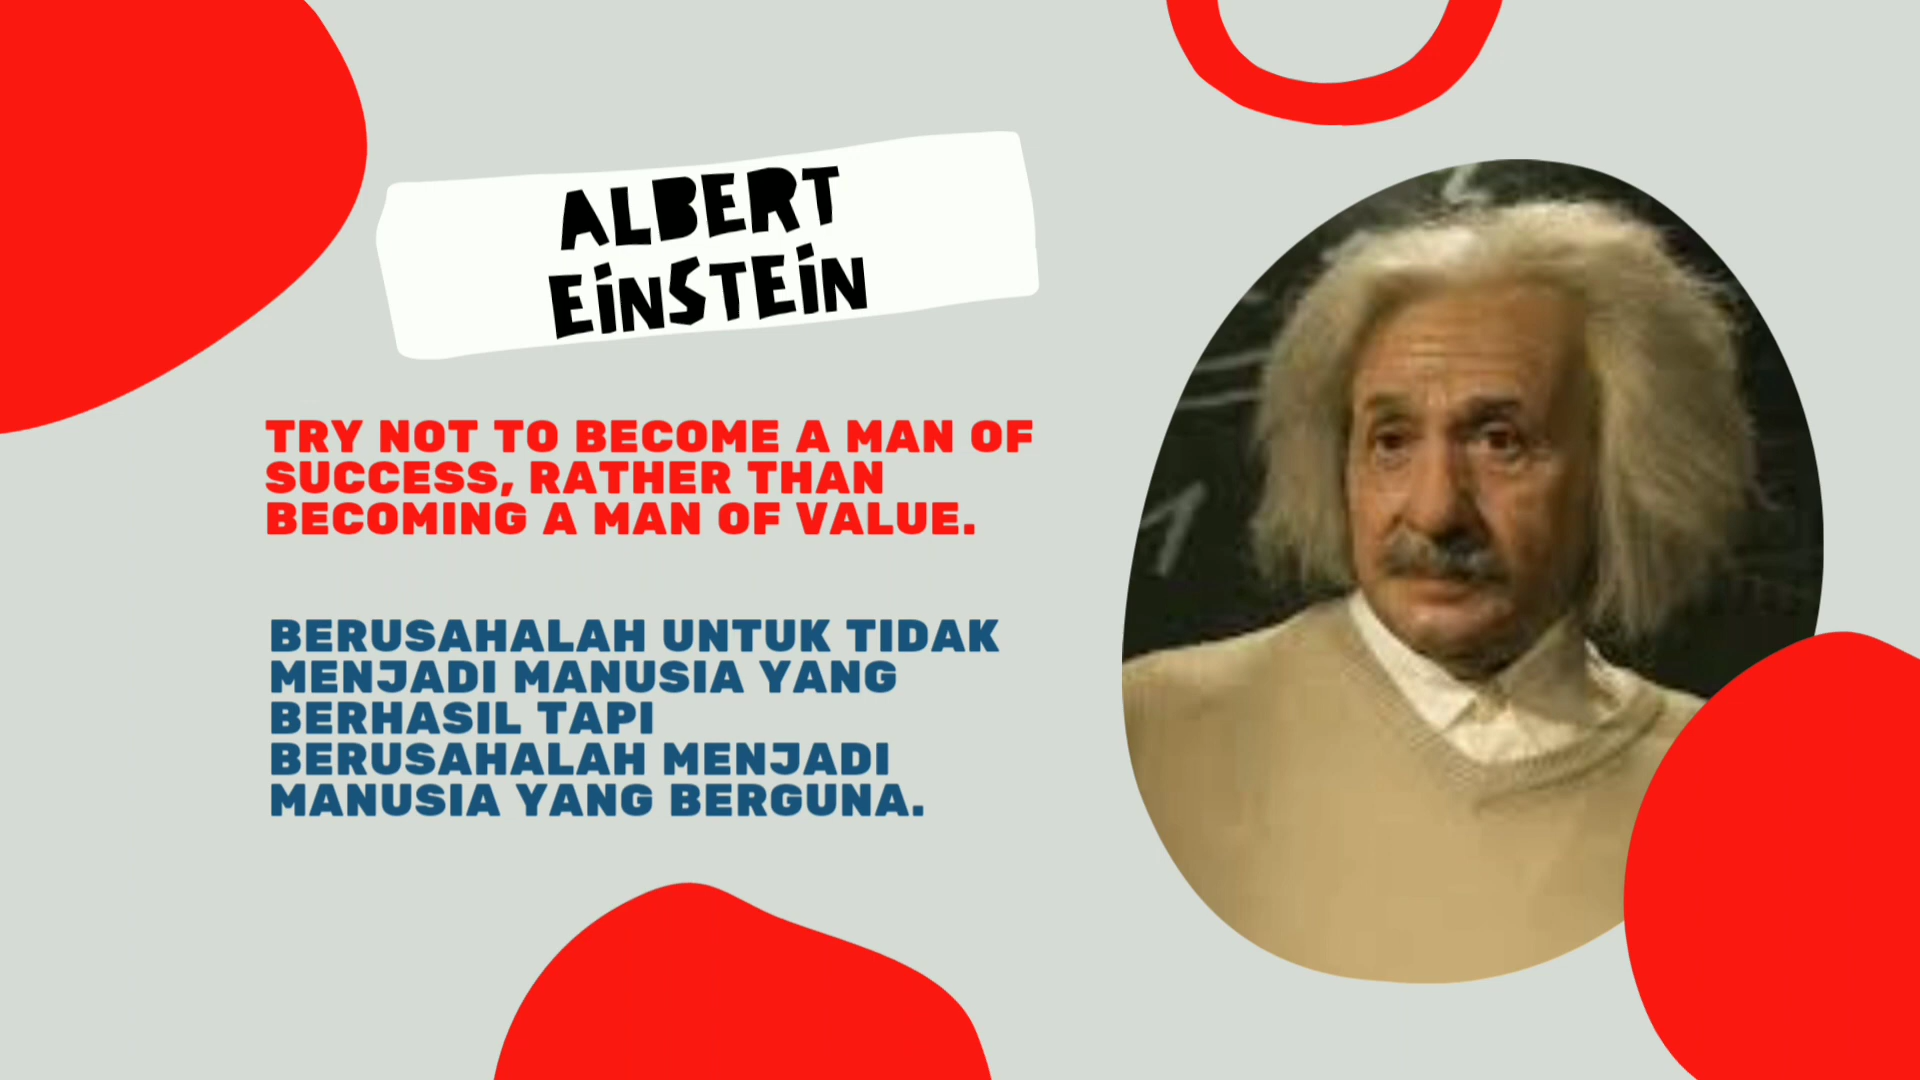 ALBERT
EINSTEIN
TRY NOT TO BECOME A MAN OF
SUCCESS, RATHER THAN
BECOMING A MAN OF VALUE.
BERUSAHALAH UNTUK TIDAK
MENJADI MANUSIA YANG
BERHASIL TAPI
BERUSAHALAH MENJADI
MANUSIA YANG BERGUNA.